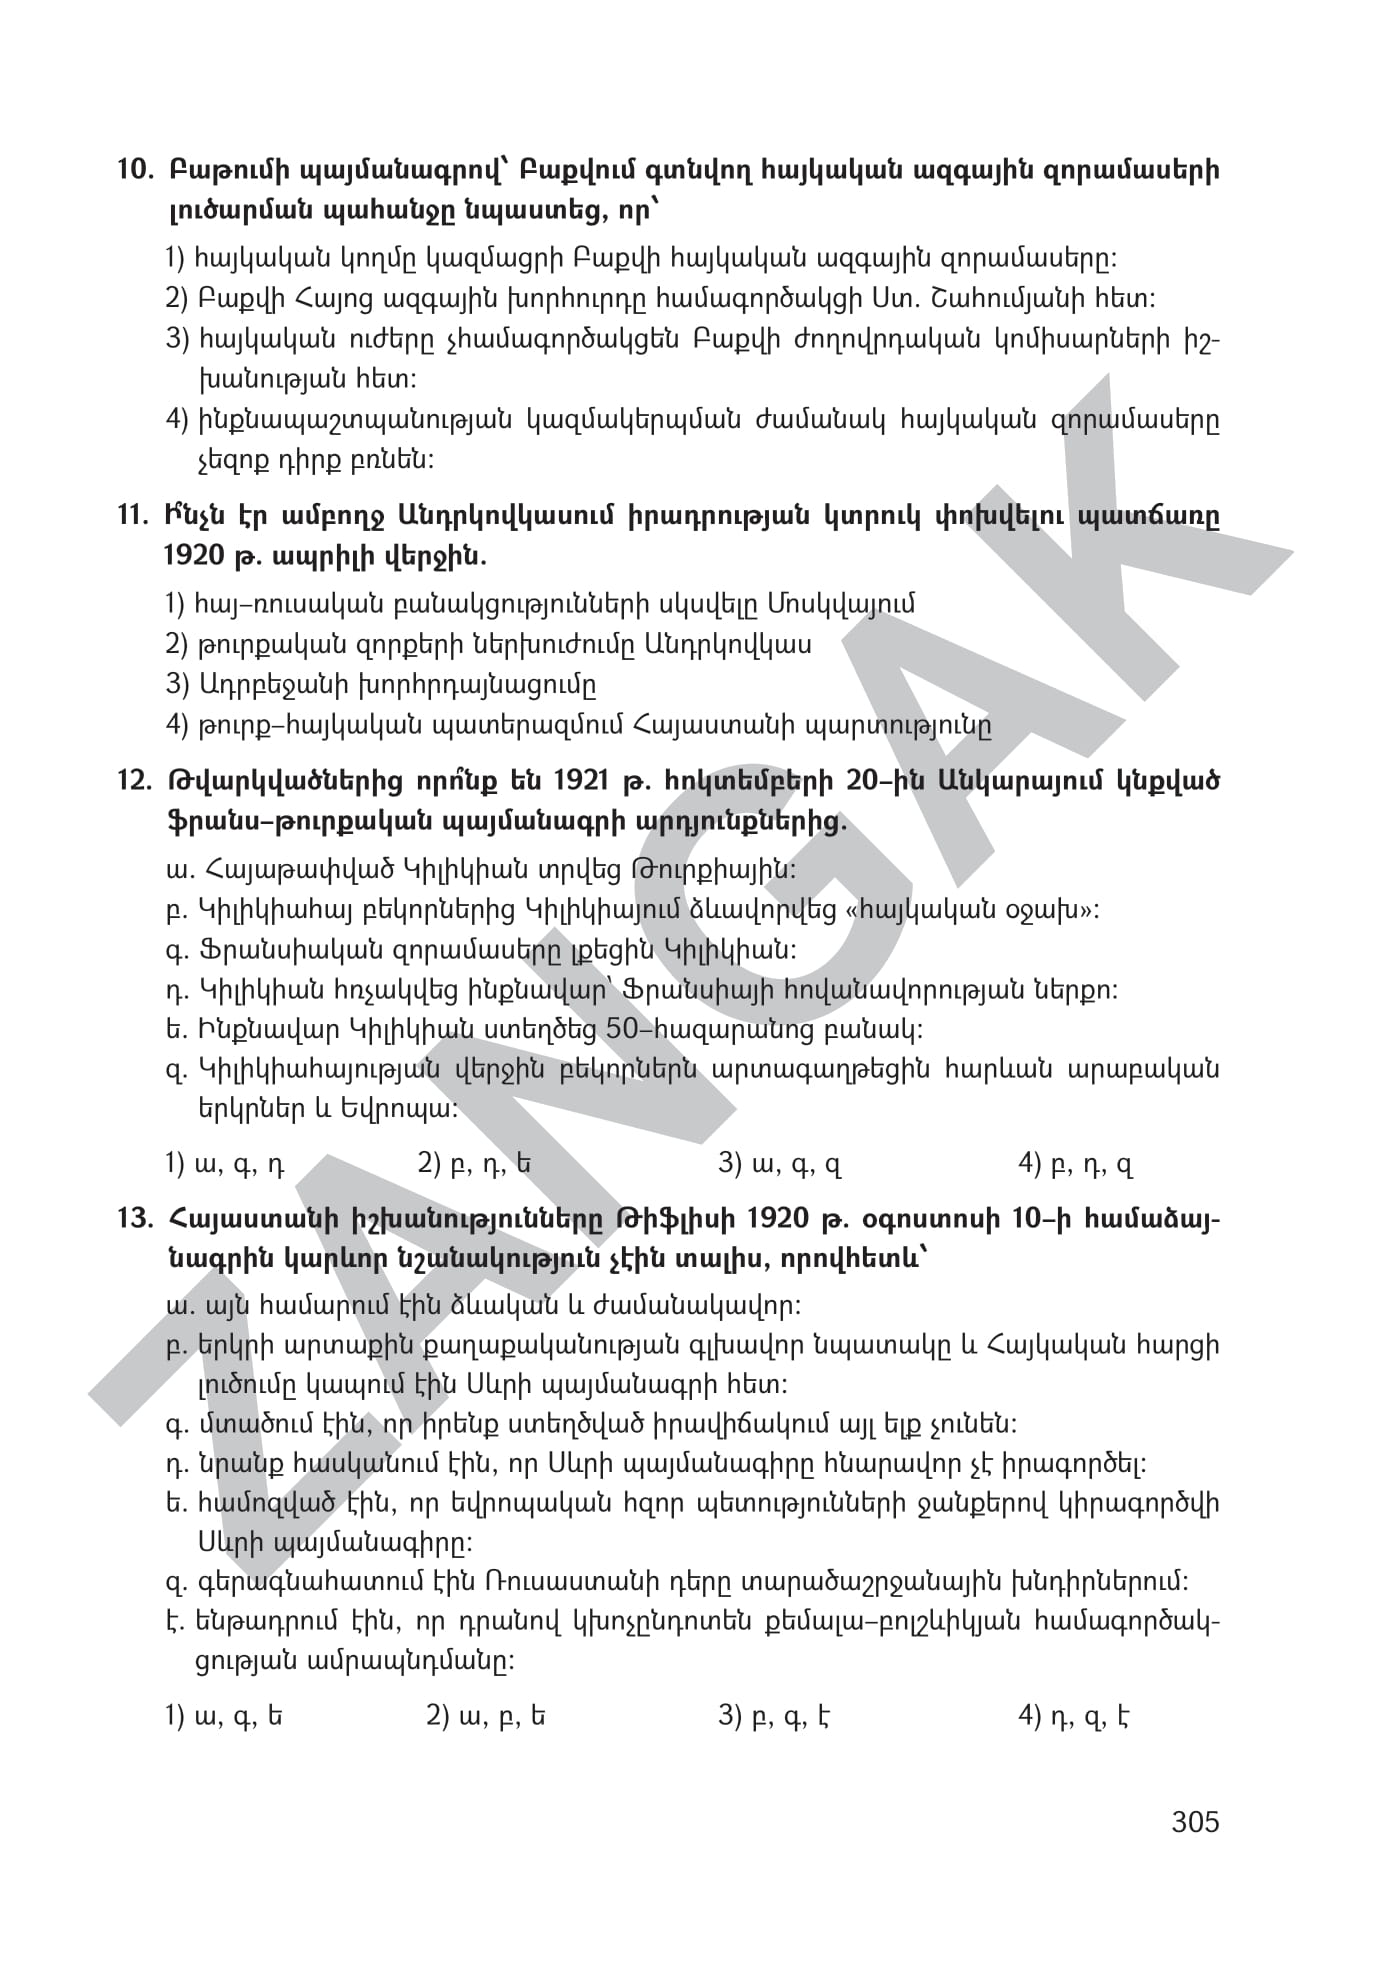 10. Բաթումի պայմանագրով՝ Բաքվում գտնվող հայկական ազգային զորամասերի
լուծարման պահանջը նպաստեց, որ՝
1) հայկական կողմը կազմացրի Բաքվի հայկական ազգային զորամասերը։
2) Բաքվի Հայոց ազգային խորհուրդը համագործակցի Ստ. Շահումյանի հետ։
3) հայկական ուժերը չհամագործակցեն Բաքվի ժողովրդական կոմիսարների իշ-
խանության հետ։
4) ինքնապաշտպանության կազմակերպման ժամանակ հայկական զորամասերը
չեզոք դիրք բռնեն։
11. Ի՞նչն էր ամբողջ Անդրկովկասում իրադրության կտրուկ փոխվելու պատճառը
1920 թ. ապրիլի վերջին.
1) հայ–ռուսական բանակցությունների սկսվելը Մոսկվայում
2) թուրքական զորքերի ներխուժումը Անդրկովկաս
3) Ադրբեջանի խորհրդայնացումը
4) թուրք–հայկական պատերազմում Հայաստանի պարտությունը
12. Թվարկվածներից որո՞նք են 1921 թ. հոկտեմբերի 20–ին Անկարայում կնքված
ֆրանս–թուրքական պայմանագրի արդյունքներից.
ա. Հայաթափված Կիլիկիան տրվեց Թուրքիային։
բ. Կիլիկիահայ բեկորներից Կիլիկիայում ձևավորվեց «հայկական օջախ»։
գ. Ֆրանսիական զորամասերը լքեցին Կիլիկիան։
դ. Կիլիկիան հռչակվեց ինքնավար՝ Ֆրանսիայի հովանավորության ներքո։
ե. Ինքնավար Կիլիկիան ստեղծեց 50–հազարանոց բանակ։
զ. Կիլիկիահայության վերջին բեկորներն արտագաղթեցին հարևան արաբական
երկրներ և Եվրոպա։
1) ա, գ, դ 2) բ, դ, ե 3) ա, գ, զ 4) բ, դ, զ
13. Հայաստանի իշխանությունները Թիֆլիսի 1920 թ. օգոստոսի 10–ի համաձայ-
նագրին կարևոր նշանակություն չէին տալիս, որովհետև՝
ա. այն համարում էին ձևական և ժամանակավոր։
բ. երկրի արտաքին քաղաքականության գլխավոր նպատակը և Հայկական հարցի
լուծումը կապում էին Սևրի պայմանագրի հետ։
գ. մտածում էին, որ իրենք ստեղծված իրավիճակում այլ ելք չունեն։
դ. նրանք հասկանում էին, որ Սևրի պայմանագիրը հնարավոր չէ իրագործել։
ե. համոզված էին, որ եվրոպական հզոր պետությունների ջանքերով կիրագործվի
Սևրի պայմանագիրը։
զ. գերագնահատում էին Ռուսաստանի դերը տարածաշրջանային խնդիրներում։
է. ենթադրում էին, որ դրանով կխոչընդոտեն քեմալա–բոլշևիկյան համագործակ-
ցության ամրապնդմանը։
1) ա, գ, ե 2) ա, բ, ե 3) բ, գ, է 4) դ, զ, է
305
ZANGAK